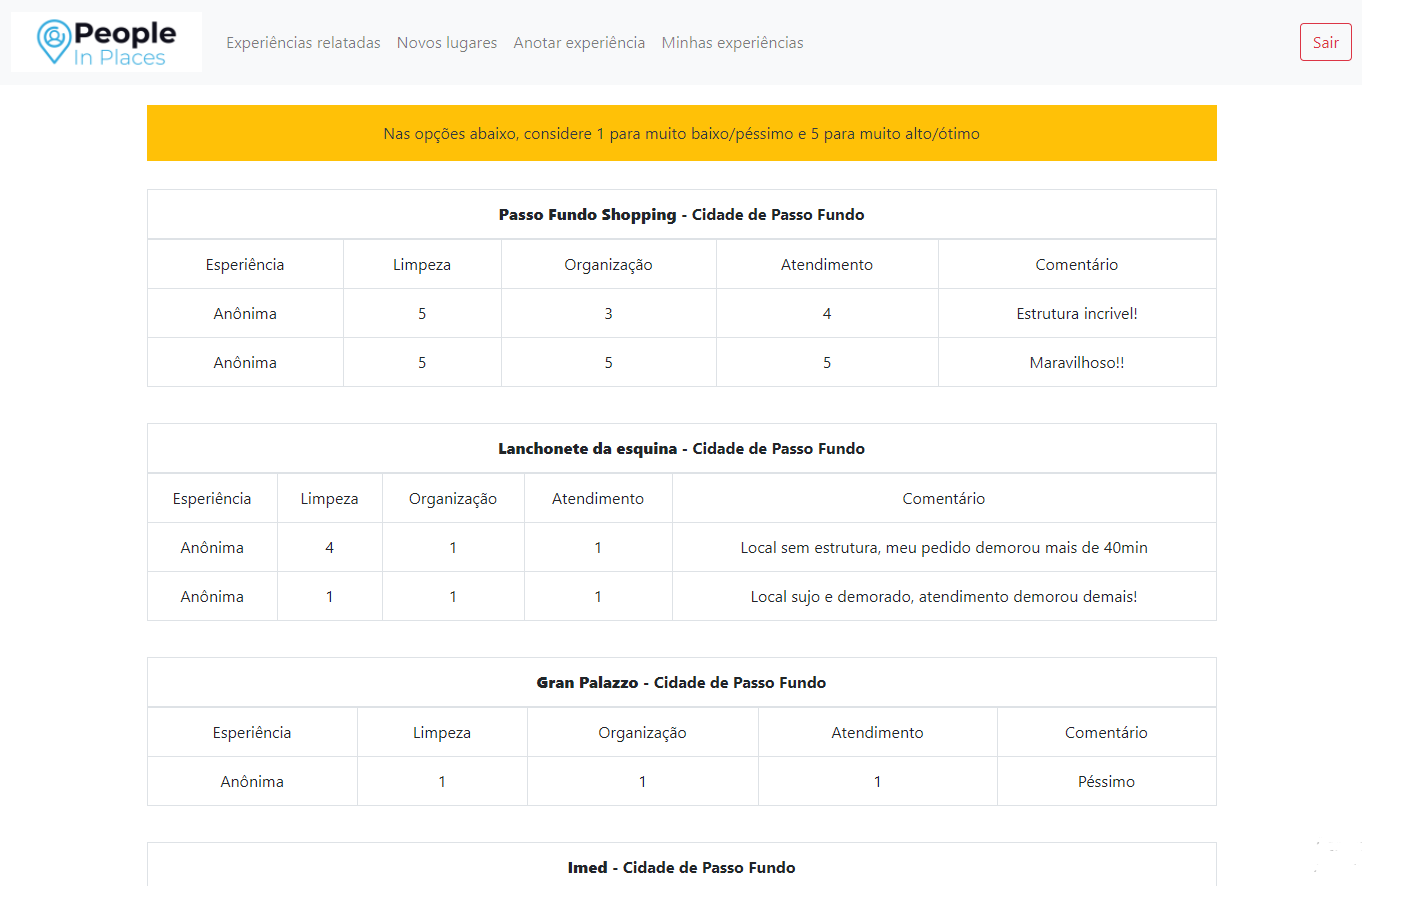 People
In Places
Experiências relatadas Novos lugares Anotar experiência Minhas experiências Sair
Nas opções abaixo, considere 1 para muito baixo/péssimo e 5 para muito alto/ótimo
Passo Fundo Shopping - Cidade de Passo Fundo
Esperiência Limpeza Organização Atendimento Comentário
Anônima 5 3 4 Estrutura incrivel!
Anônima 5 5 5 Maravilhoso!!
Lanchonete da esquina - Cidade de Passo Fundo
Esperiência Limpeza Organização Atendimento Comentário
Anônima 4 1 1 Local sem estrutura, meu pedido demorou mais de 40min
Anônima 1 1 1 Local sujo e demorado, atendimento demorou demais!
Gran Palazzo - Cidade de Passo Fundo
Esperiência Limpeza Organização Atendimento Comentário
Anônima 1 1 1 Péssimo
Imed - Cidade de Passo Fundo